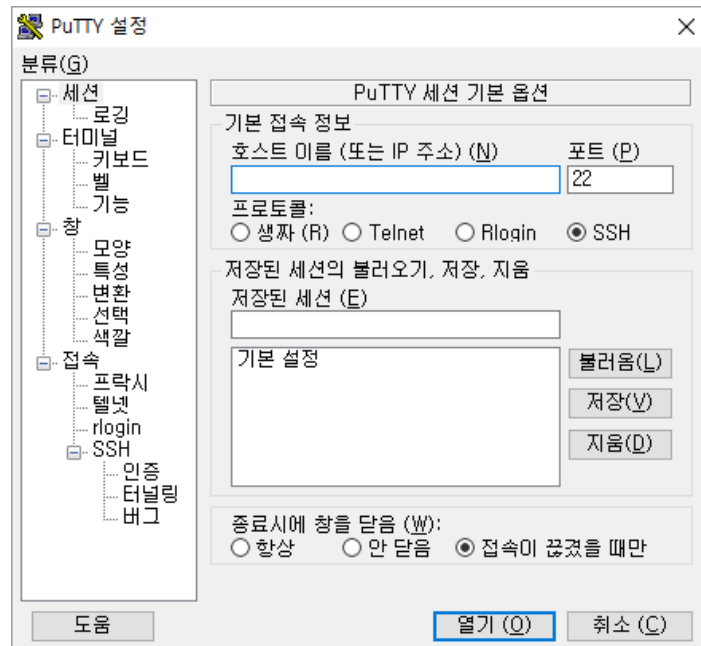 PuTTY 설정
분류(G)
세션
로깅
터미널
키보드
벨
기능
창
모양
특성
변환
선택
색깔
접속
프락시
텔넷
rlogin
SSH
인증
터널링
버그
PuTTY 세션 기본 옵션
기본 접속 정보
호스트 이름 (또는 IP 주소) (N) 포트 (P)
22
프로토콜:
생짜 (R) Telnet Rlogin SSH
저장된 세션의 불러오기, 저장, 지움
저장된 세션 (E)
기본 설정
불러옴(L)
저장(V)
지움(D)
종료시에 창을 닫음 (W):
항상 안 닫음 접속이 끊겼을 때만
도움 열기 (O) 취소 (C)